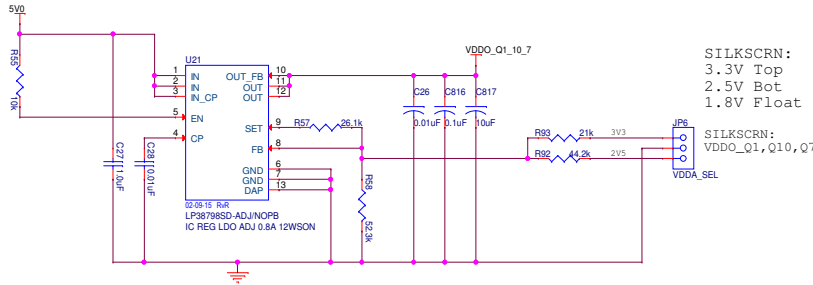 5V0
VDDO_Q1_10_7
R55
10k
U21
1 IN
2 IN
3 IN_CP
5 EN
4 CP
OUT_FB 10
OUT 11
OUT 12
SET 9
FB 8
GND 6
GND 7
DAP 13
R57 26.1k
C26
0.01uF
C816
0.1uF
C817
10uF
C27
1.0uF
C28
0.01uF
R58
52.3k
R93 21k
3V3
R92 44.2k
2V5
JP6
VDDA_SEL
SILKSCRN:
3.3V Top
2.5V Bot
1.8V Float
SILKSCRN:
VDDO_Q1,Q10,Q7
02-09-15 RvR
LP38798SD-ADJ/NOPB
IC REG LDO ADJ 0.8A 12WSON